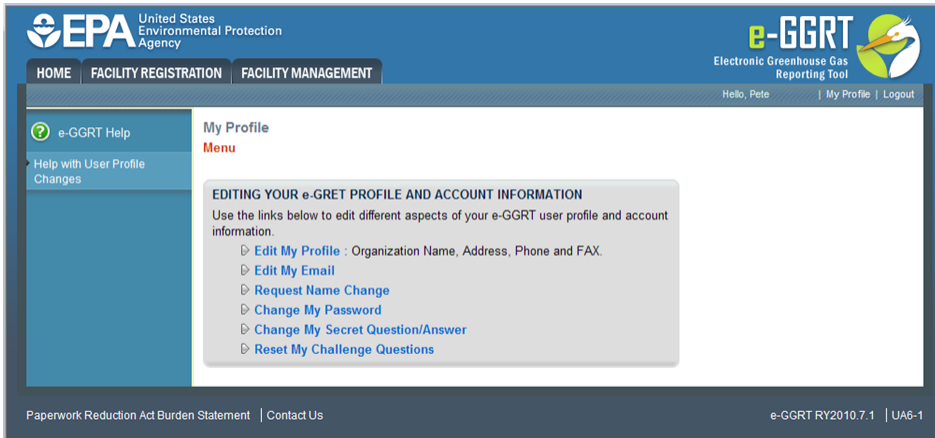 EPA United States
Environmental Protection
Agency
e-GGRT
Electronic Greenhouse Gas
Reporting Tool
HOME FACILITY REGISTRATION FACILITY MANAGEMENT
Hello, Pete | My Profile | Logout
? e-GGRT Help
Help with User Profile
Changes
My Profile
Menu
EDITING YOUR e-GRET PROFILE AND ACCOUNT INFORMATION
Use the links below to edit different aspects of your e-GGRT user profile and account
information.
Edit My Profile : Organization Name, Address, Phone and FAX.
Edit My Email
Request Name Change
Change My Password
Change My Secret Question/Answer
Reset My Challenge Questions
Paperwork Reduction Act Burden Statement | Contact Us
e-GGRT RY2010.7.1 | UA6-1